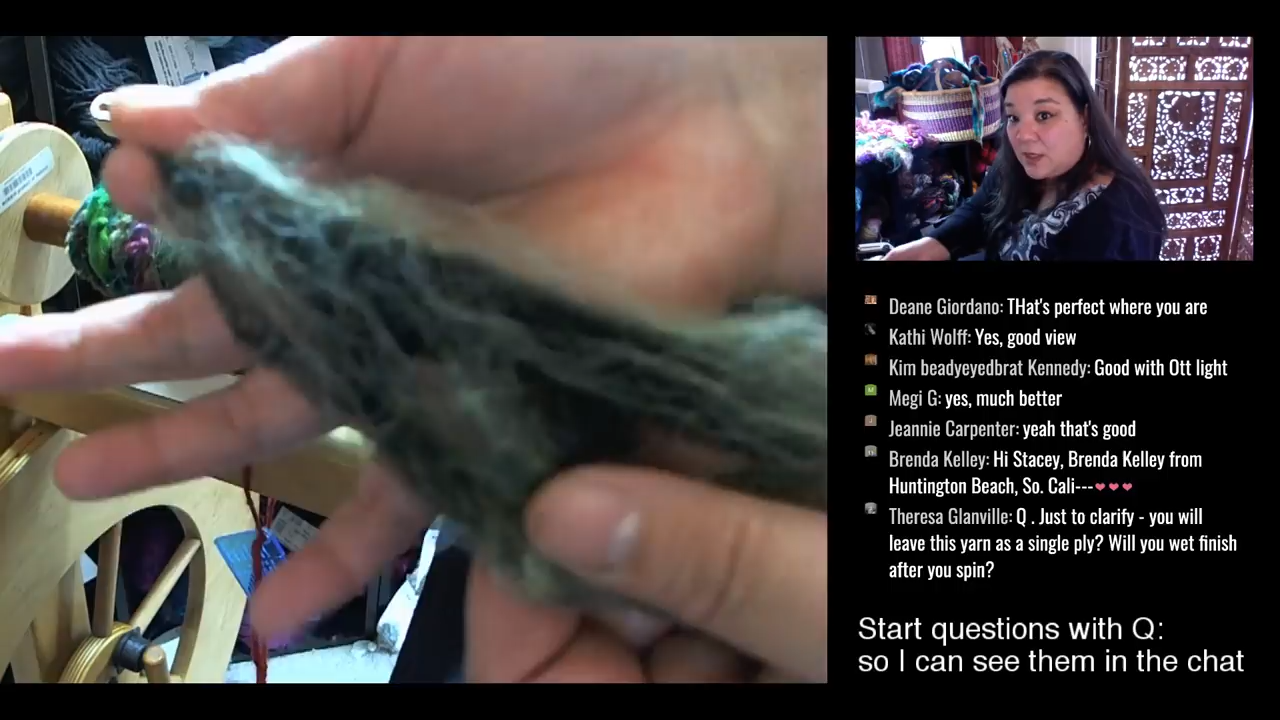 Deane Giordano: THat's perfect where you are
Kathi Wolff: Yes, good view
Kim beadyeyedbrat Kennedy: Good with Ott light
Megi G: yes, much better
Jeannie Carpenter: yeah that's good
Brenda Kelley: Hi Stacey, Brenda Kelley from
Huntington Beach, So. Cali---❤❤❤
Theresa Glanville: Q . Just to clarify - you will
leave this yarn as a single ply? Will you wet finish
after you spin?
Start questions with Q:
so I can see them in the chat